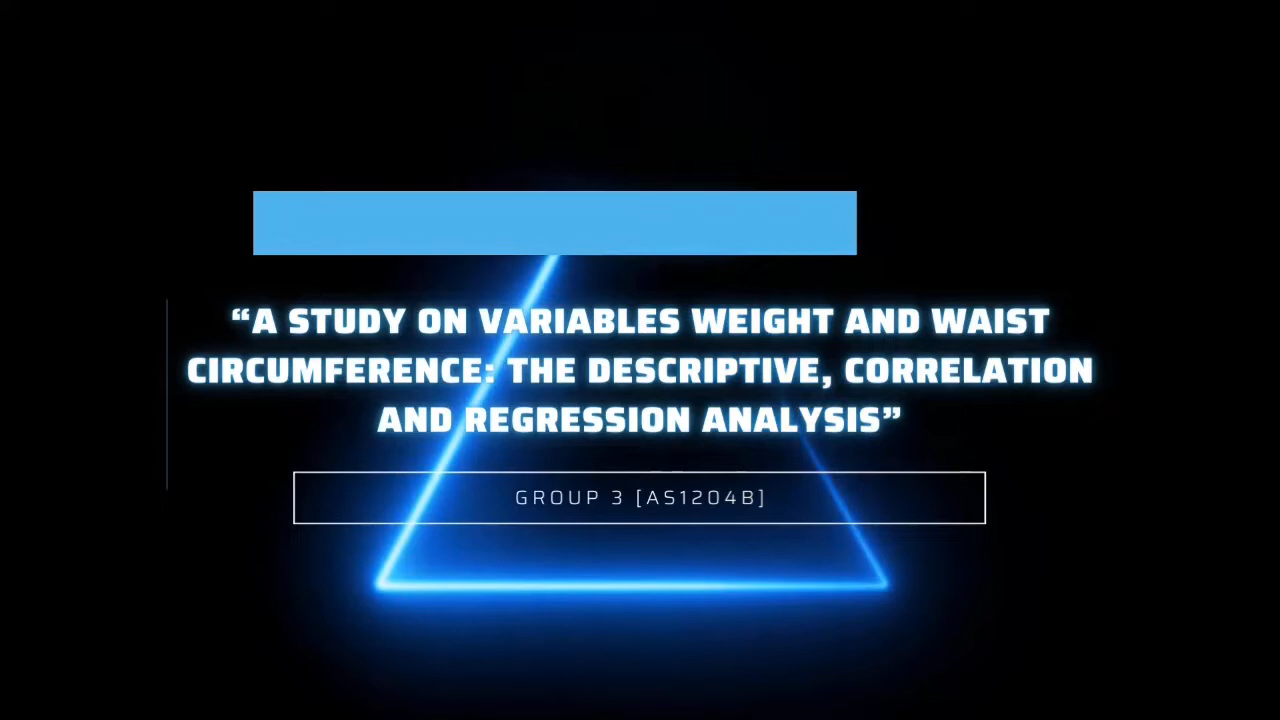 “A STUDY ON VARIABLES WEIGHT AND WAIST
CIRCUMFERENCE: THE DESCRIPTIVE, CORRELATION
AND REGRESSION ANALYSIS”
GROUP 3 [AS1204B]